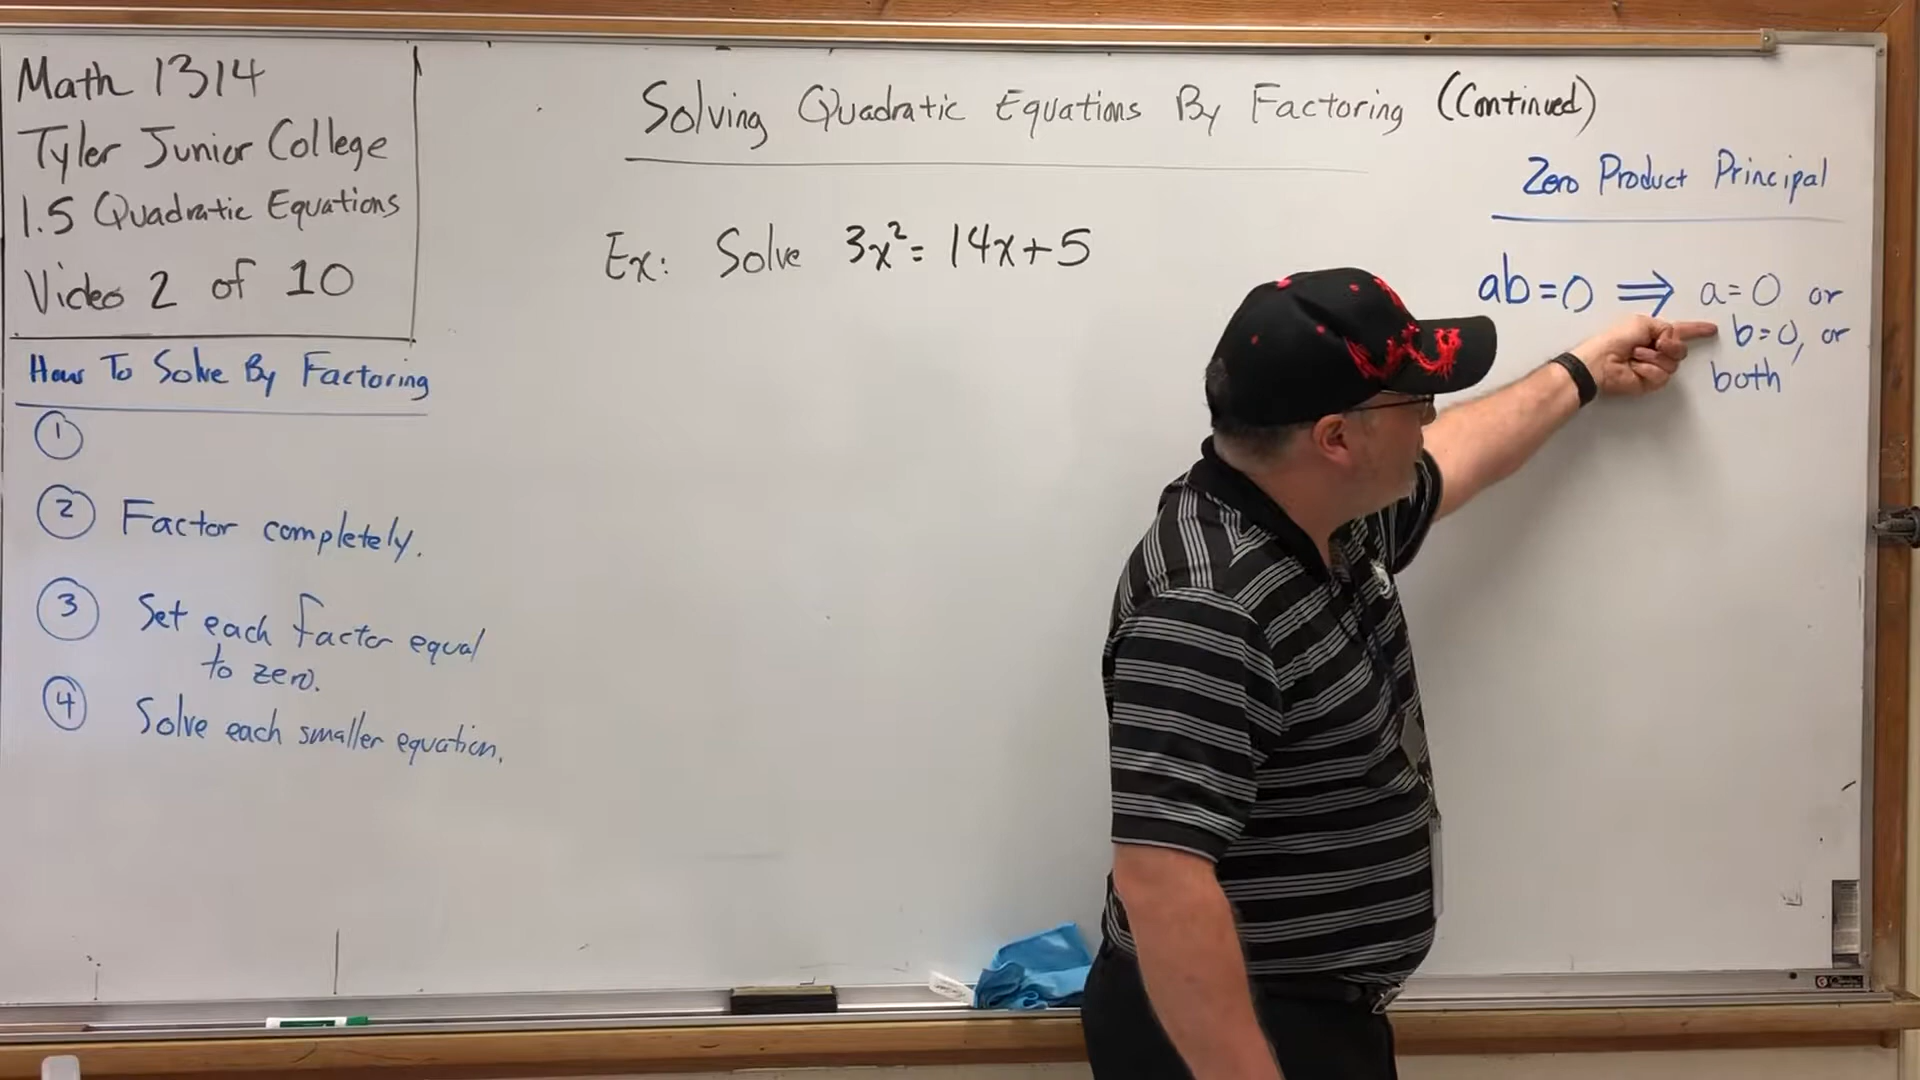 Math 1314
Tyler Junior College
1.5 Quadratic Equations
Video 2 of 10
How To Solve By Factoring
①
② Factor completely.
③ Set each factor equal
to zero.
④ Solve each smaller equation.
Solving Quadratic Equations By Factoring (Continued)
Ex: Solve 3x²= 14x+5
Zero Product Principal
ab=0 ⇒ a=0 or
b=0, or
both